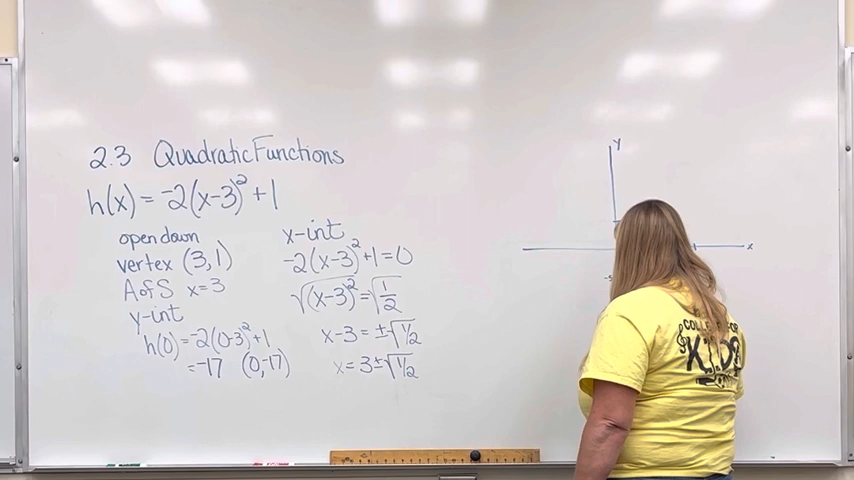 2.3 Quadratic Functions
h(x) = -2(x-3)² + 1
open down
vertex (3, 1)
A of S x=3
y-int
h(0) = -2(0-3)² + 1
= -17 (0, -17)
x-int
-2(x-3)² + 1 = 0
√(x-3)² = √1/2
x-3 = ±√1/2
x = 3 ± √1/2
y
x
-5